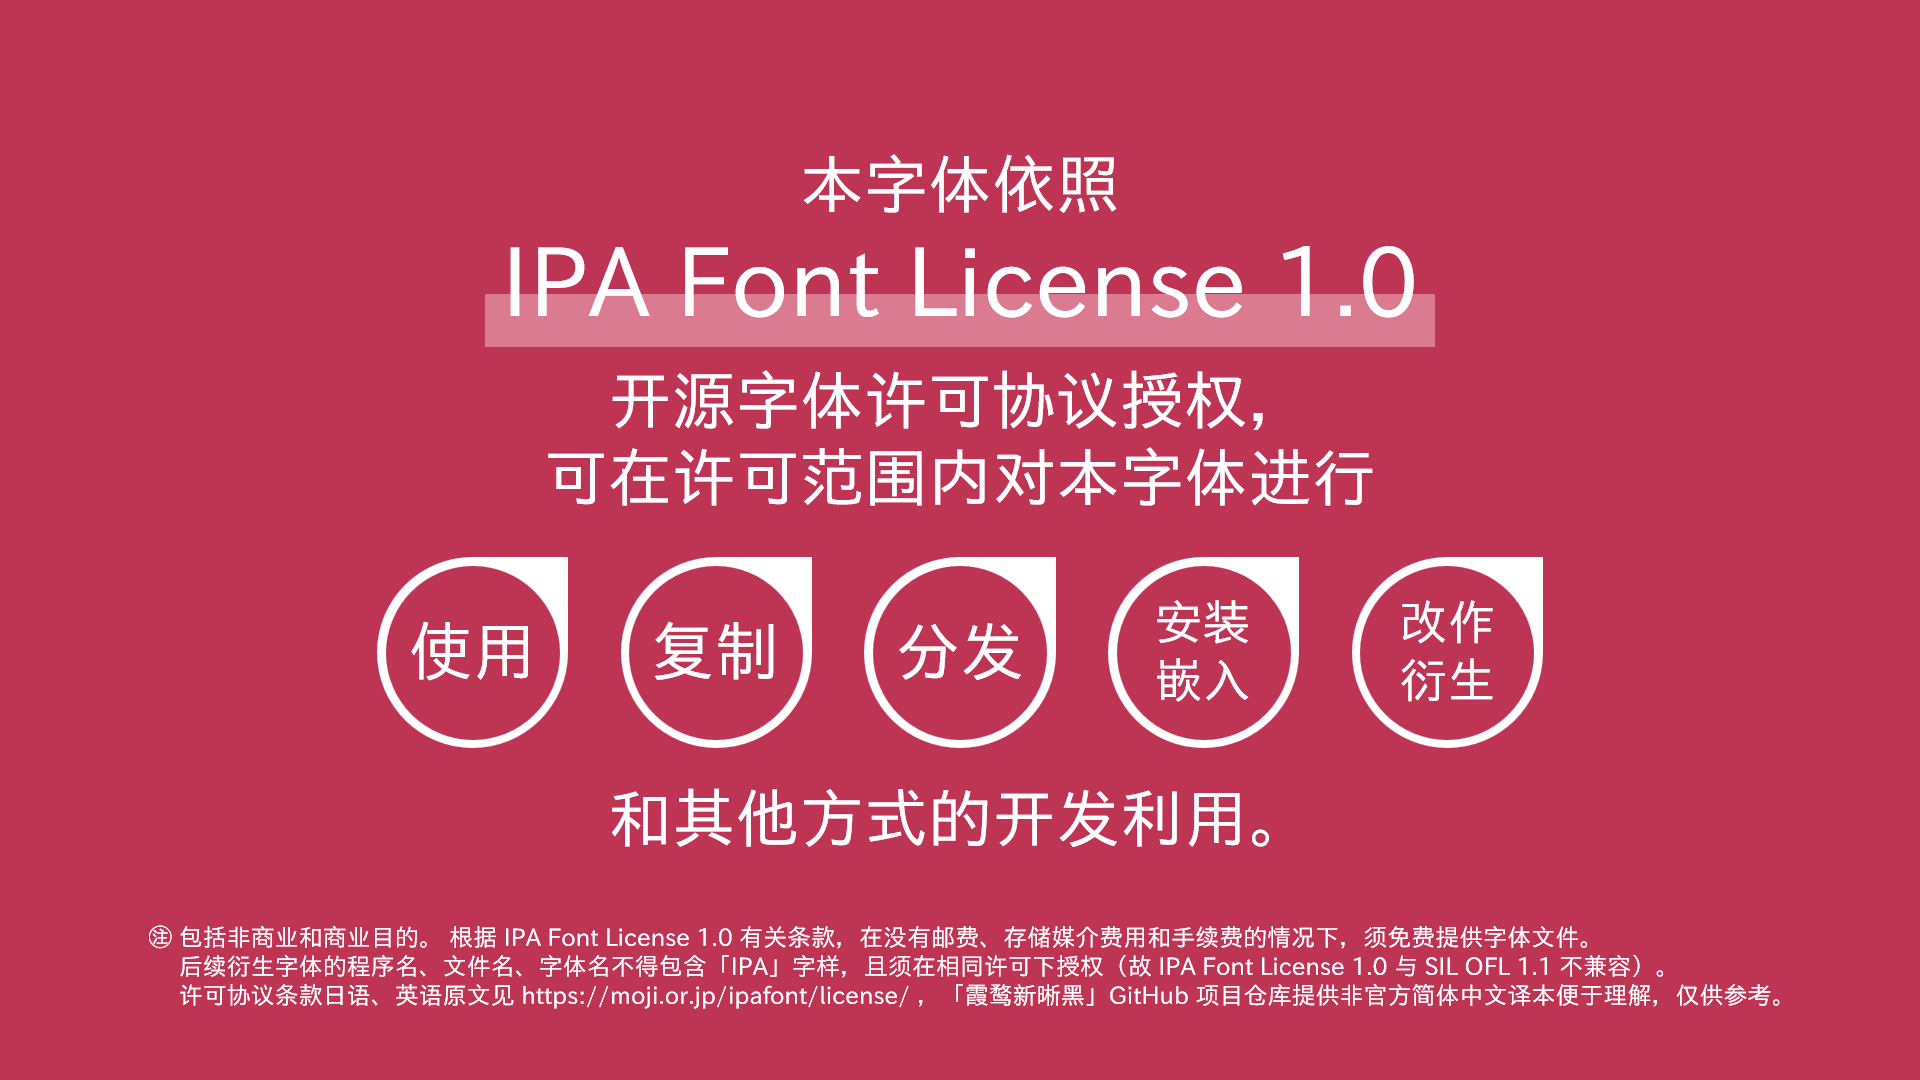 本字体依照
IPA Font License 1.0
开源字体许可协议授权，
可在许可范围内对本字体进行
使用
复制
分发
安装
嵌入
改作
衍生
和其他方式的开发利用。
㊟ 包括非商业和商业目的。 根据 IPA Font License 1.0 有关条款，在没有邮费、存储媒介费用和手续费的情况下，须免费提供字体文件。
后续衍生字体的程序名、文件名、字体名不得包含「IPA」字样，且须在相同许可下授权（故 IPA Font License 1.0 与 SIL OFL 1.1 不兼容）。
许可协议条款日语、英语原文见 https://moji.or.jp/ipafont/license/ ，「霞鹜新晰黑」GitHub 项目仓库提供非官方简体中文译本便于理解，仅供参考。